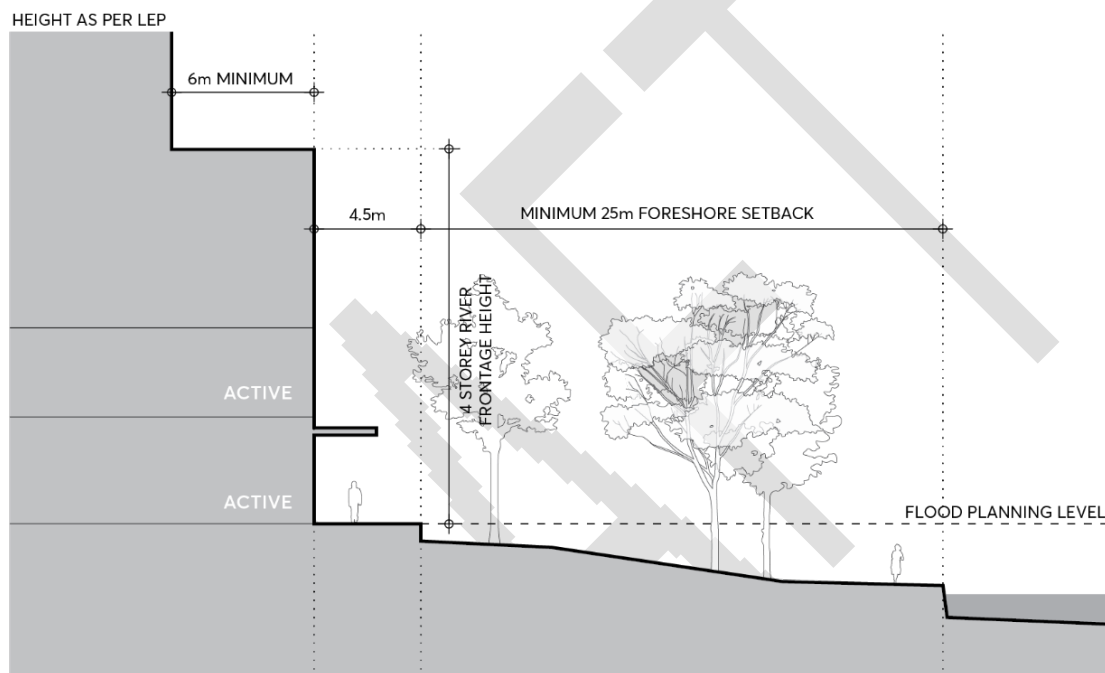 HEIGHT AS PER LEP
6m MINIMUM
4.5m
MINIMUM 25m FORESHORE SETBACK
4 STOREY RIVER
FRONTAGE HEIGHT
ACTIVE
ACTIVE
FLOOD PLANNING LEVEL